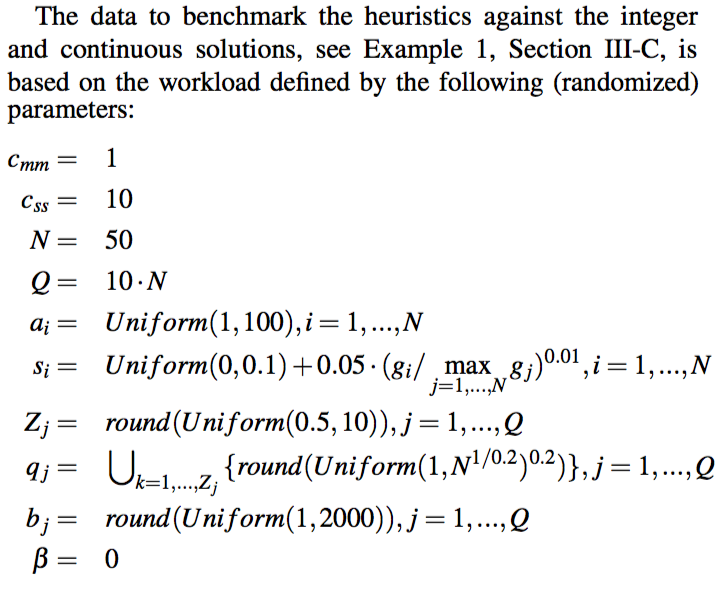 The data to benchmark the heuristics against the integer
and continuous solutions, see Example 1, Section III-C, is
based on the workload defined by the following (randomized)
parameters:
c_{mm} = 1
c_{ss} = 10
N = 50
Q = 10 · N
a_i = Uniform(1,100), i = 1,...,N
s_i = Uniform(0,0.1) + 0.05 · (g_i / max_{j=1,...,N} g_j)^{0.01}, i = 1,...,N
Z_j = round(Uniform(0.5,10)), j = 1,...,Q
q_j = ⋃_{k=1,...,Z_j} {round(Uniform(1,N^{1/0.2})^{0.2})}, j = 1,...,Q
b_j = round(Uniform(1,2000)), j = 1,...,Q
β = 0